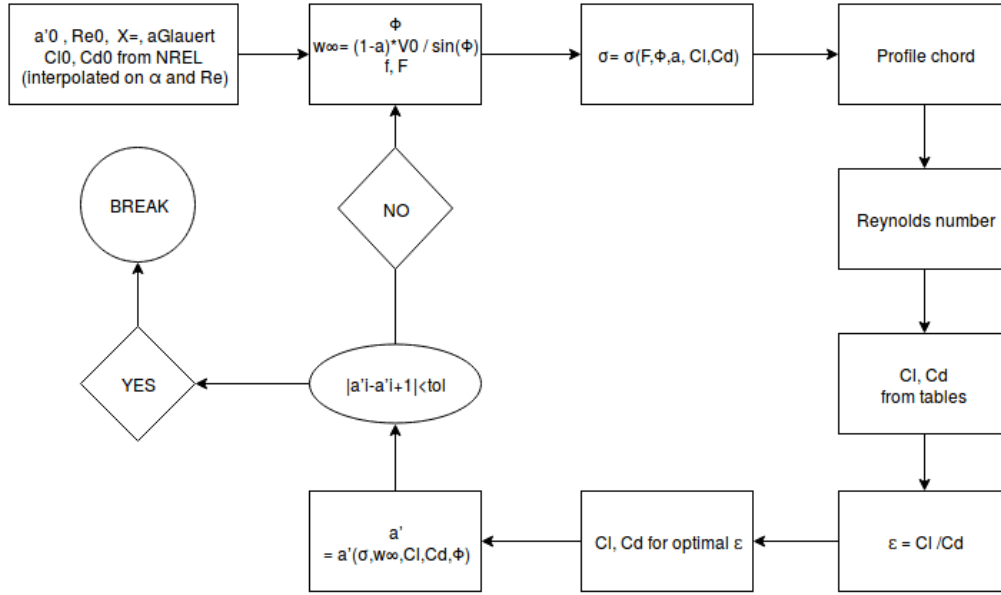 a'0 , Re0, X=, aGlauert
Cl0, Cd0 from NREL
(interpolated on α and Re)
Φ
w∞= (1-a)*V0 / sin(Φ)
f, F
σ= σ(F,Φ,a, Cl,Cd)
Profile chord
BREAK
NO
Reynolds number
YES
|a'i-a'i+1|<tol
Cl, Cd
from tables
a'
= a'(σ,w∞,Cl,Cd,Φ)
Cl, Cd for optimal ε
ε = Cl /Cd